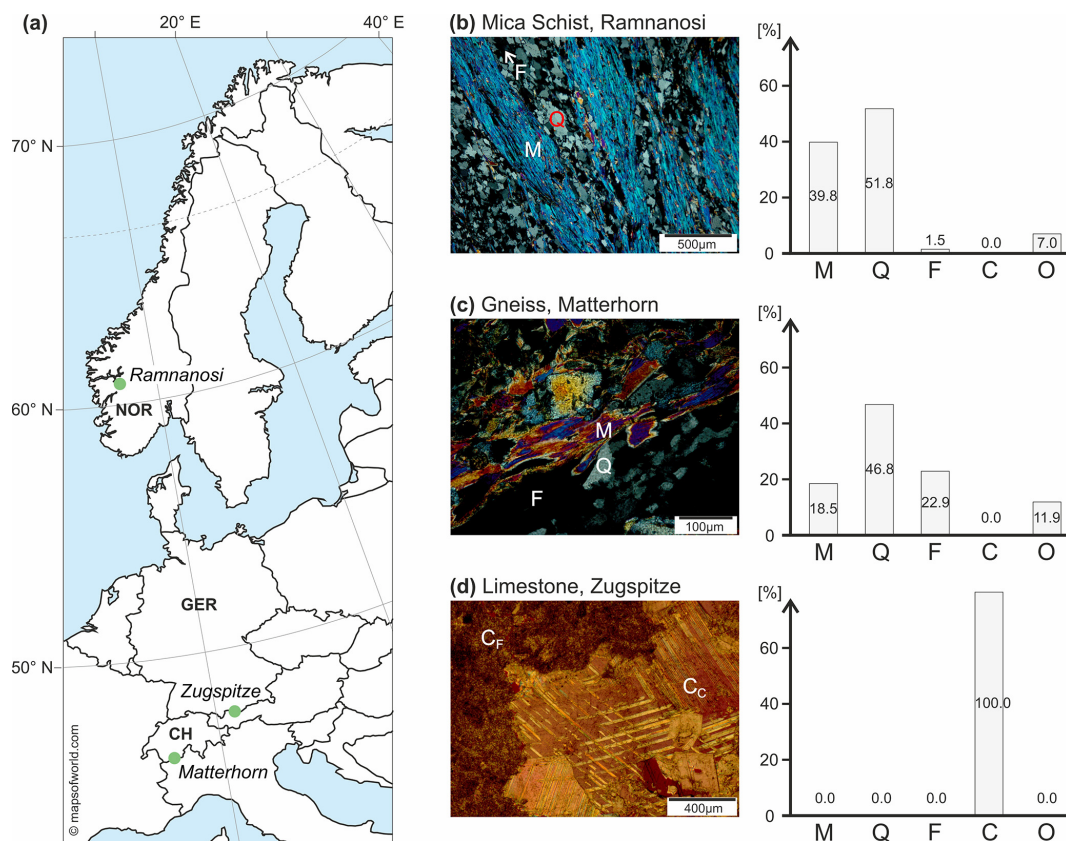 (a)
20° E
40° E
70° N
60° N
50° N
Ramnanosi
NOR
GER
Zugspitze
CH
Matterhorn
© mapsofworld.com
(b) Mica Schist, Ramnanosi
F
Q
M
500µm
[%]
60
40
20
0
39.8
51.8
1.5
0.0
7.0
M Q F C O
(c) Gneiss, Matterhorn
M
Q
F
100µm
[%]
60
40
20
0
18.5
46.8
22.9
0.0
11.9
M Q F C O
(d) Limestone, Zugspitze
CF
CC
400µm
[%]
60
40
20
0
0.0
0.0
0.0
100.0
0.0
M Q F C O